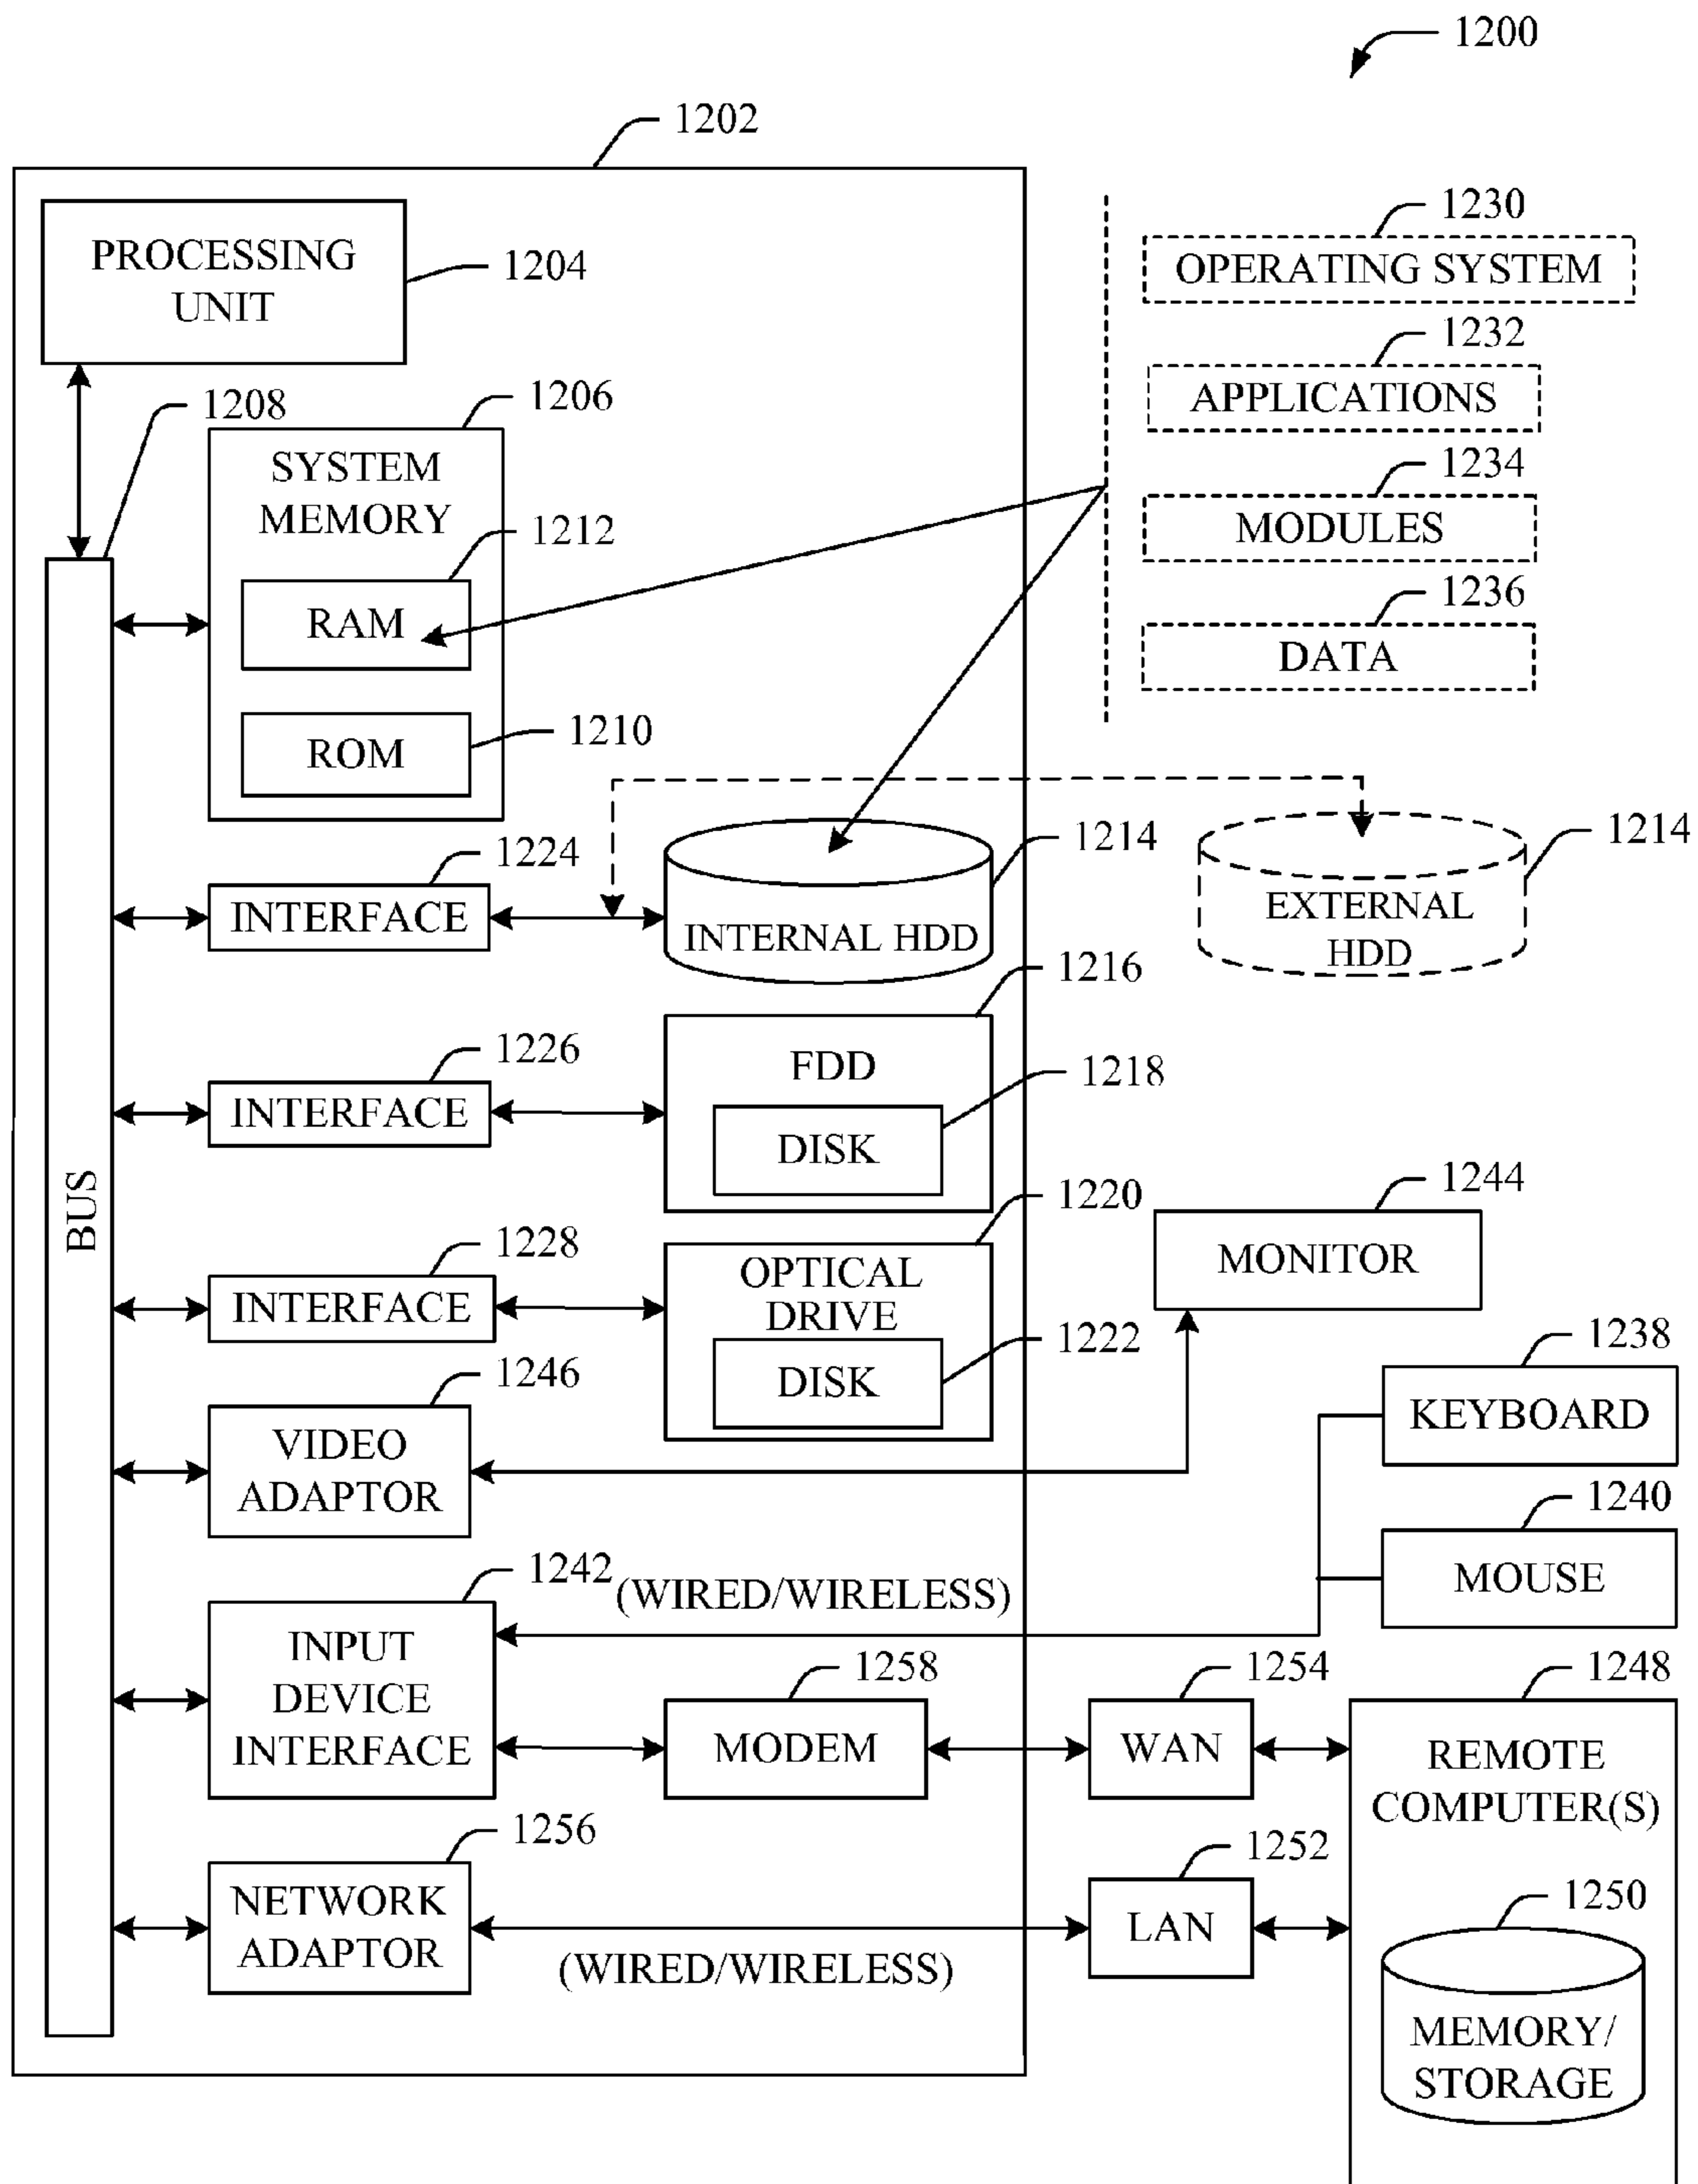 1200
1202
PROCESSING
UNIT
1204
1230
OPERATING SYSTEM
1232
APPLICATIONS
1234
MODULES
1236
DATA
1208
1206
SYSTEM
MEMORY
1212
RAM
1210
ROM
1224
INTERFACE
1214
INTERNAL HDD
1214
EXTERNAL
HDD
1216
FDD
1226
INTERFACE
1218
DISK
BUS
1220
OPTICAL
DRIVE
1228
INTERFACE
1222
DISK
1244
MONITOR
1246
VIDEO
ADAPTOR
1238
KEYBOARD
1240
MOUSE
1242
(WIRED/WIRELESS)
INPUT
DEVICE
INTERFACE
1258
MODEM
1254
WAN
1248
REMOTE
COMPUTER(S)
1256
NETWORK
ADAPTOR
(WIRED/WIRELESS)
1252
LAN
1250
MEMORY/
STORAGE